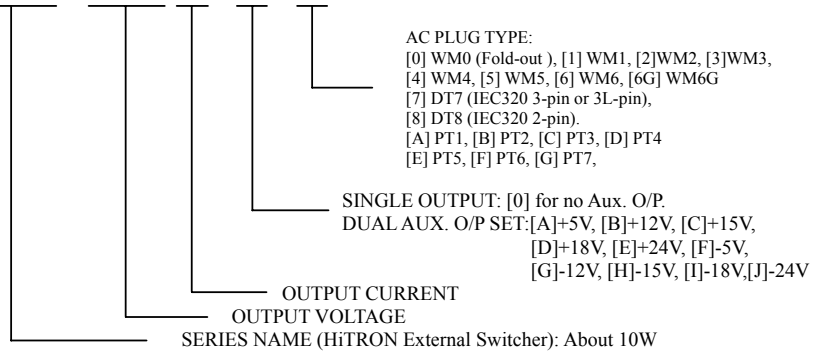 AC PLUG TYPE:
[0] WM0 (Fold-out ), [1] WM1, [2]WM2, [3]WM3,
[4] WM4, [5] WM5, [6] WM6, [6G] WM6G
[7] DT7 (IEC320 3-pin or 3L-pin),
[8] DT8 (IEC320 2-pin).
[A] PT1, [B] PT2, [C] PT3, [D] PT4
[E] PT5, [F] PT6, [G] PT7,
SINGLE OUTPUT: [0] for no Aux. O/P.
DUAL AUX. O/P SET:[A]+5V, [B]+12V, [C]+15V,
[D]+18V, [E]+24V, [F]-5V,
[G]-12V, [H]-15V, [I]-18V,[J]-24V
OUTPUT CURRENT
OUTPUT VOLTAGE
SERIES NAME (HiTRON External Switcher): About 10W